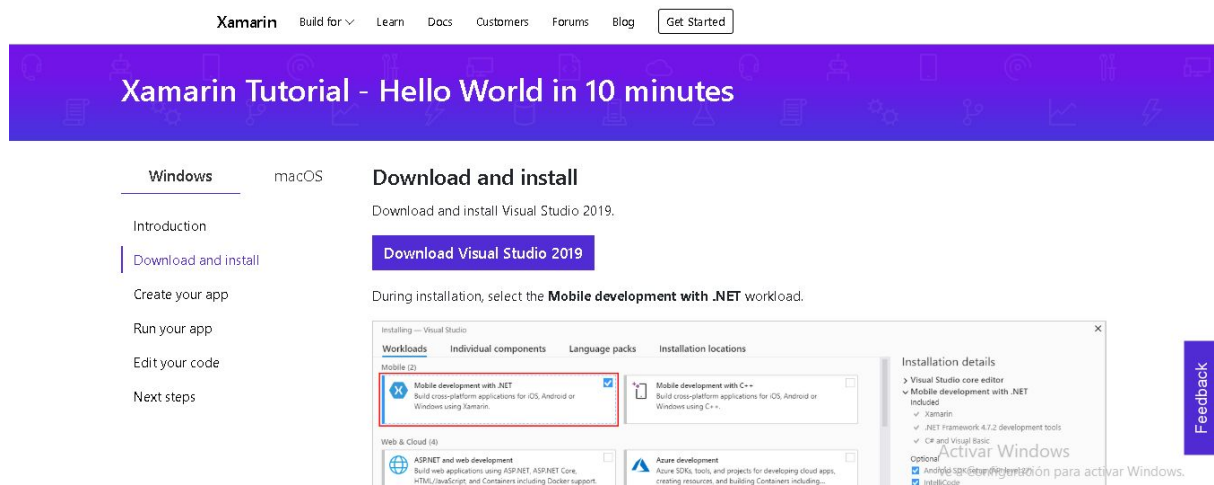 Xamarin Build for Learn Docs Customers Forums Blog Get Started
Xamarin Tutorial - Hello World in 10 minutes
Windows macOS
Introduction
Download and install
Create your app
Run your app
Edit your code
Next steps
Download and install
Download and install Visual Studio 2019.
Download Visual Studio 2019
During installation, select the Mobile development with .NET workload.
Installing — Visual Studio
Workloads Individual components Language packs Installation locations
Mobile (2)
Mobile development with .NET
Build cross-platform applications for iOS, Android or
Windows using Xamarin.
Mobile development with C++
Build cross-platform applications for iOS, Android or
Windows using C++.
Web & Cloud (4)
ASP.NET and web development
Build web applications using ASP.NET, ASP.NET Core,
HTML/JavaScript, and Containers including Docker support.
Azure development
Azure SDKs, tools, and projects for developing cloud apps,
creating resources, and building Containers including...
Installation details
Visual Studio core editor
Mobile development with .NET
Included
Xamarin
.NET Framework 4.7.2 development tools
C# and Visual Basic
Optional
IntelliCode
Feedback
Activar Windows
Ve a Configuración para activar Windows.